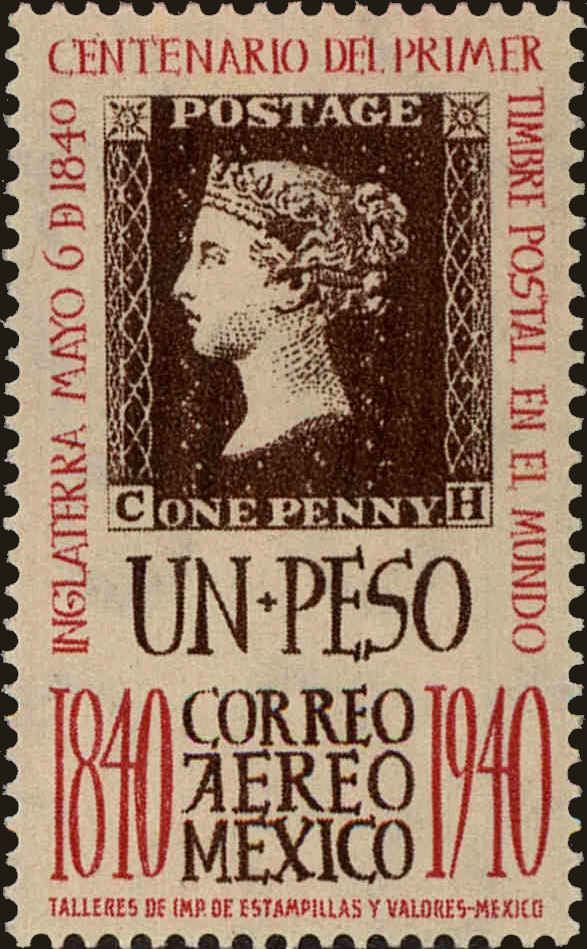 CENTENARIO DEL PRIMER
TIMBRE POSTAL EN EL MUNDO
INGLATERRA MAYO 6 D 1840
POSTAGE
C ONE PENNY. H
UN + PESO
1840 CORREO 1940
AEREO
MEXICO
TALLERES DE IMP. DE ESTAMPILLAS Y VALORES-MEXICO